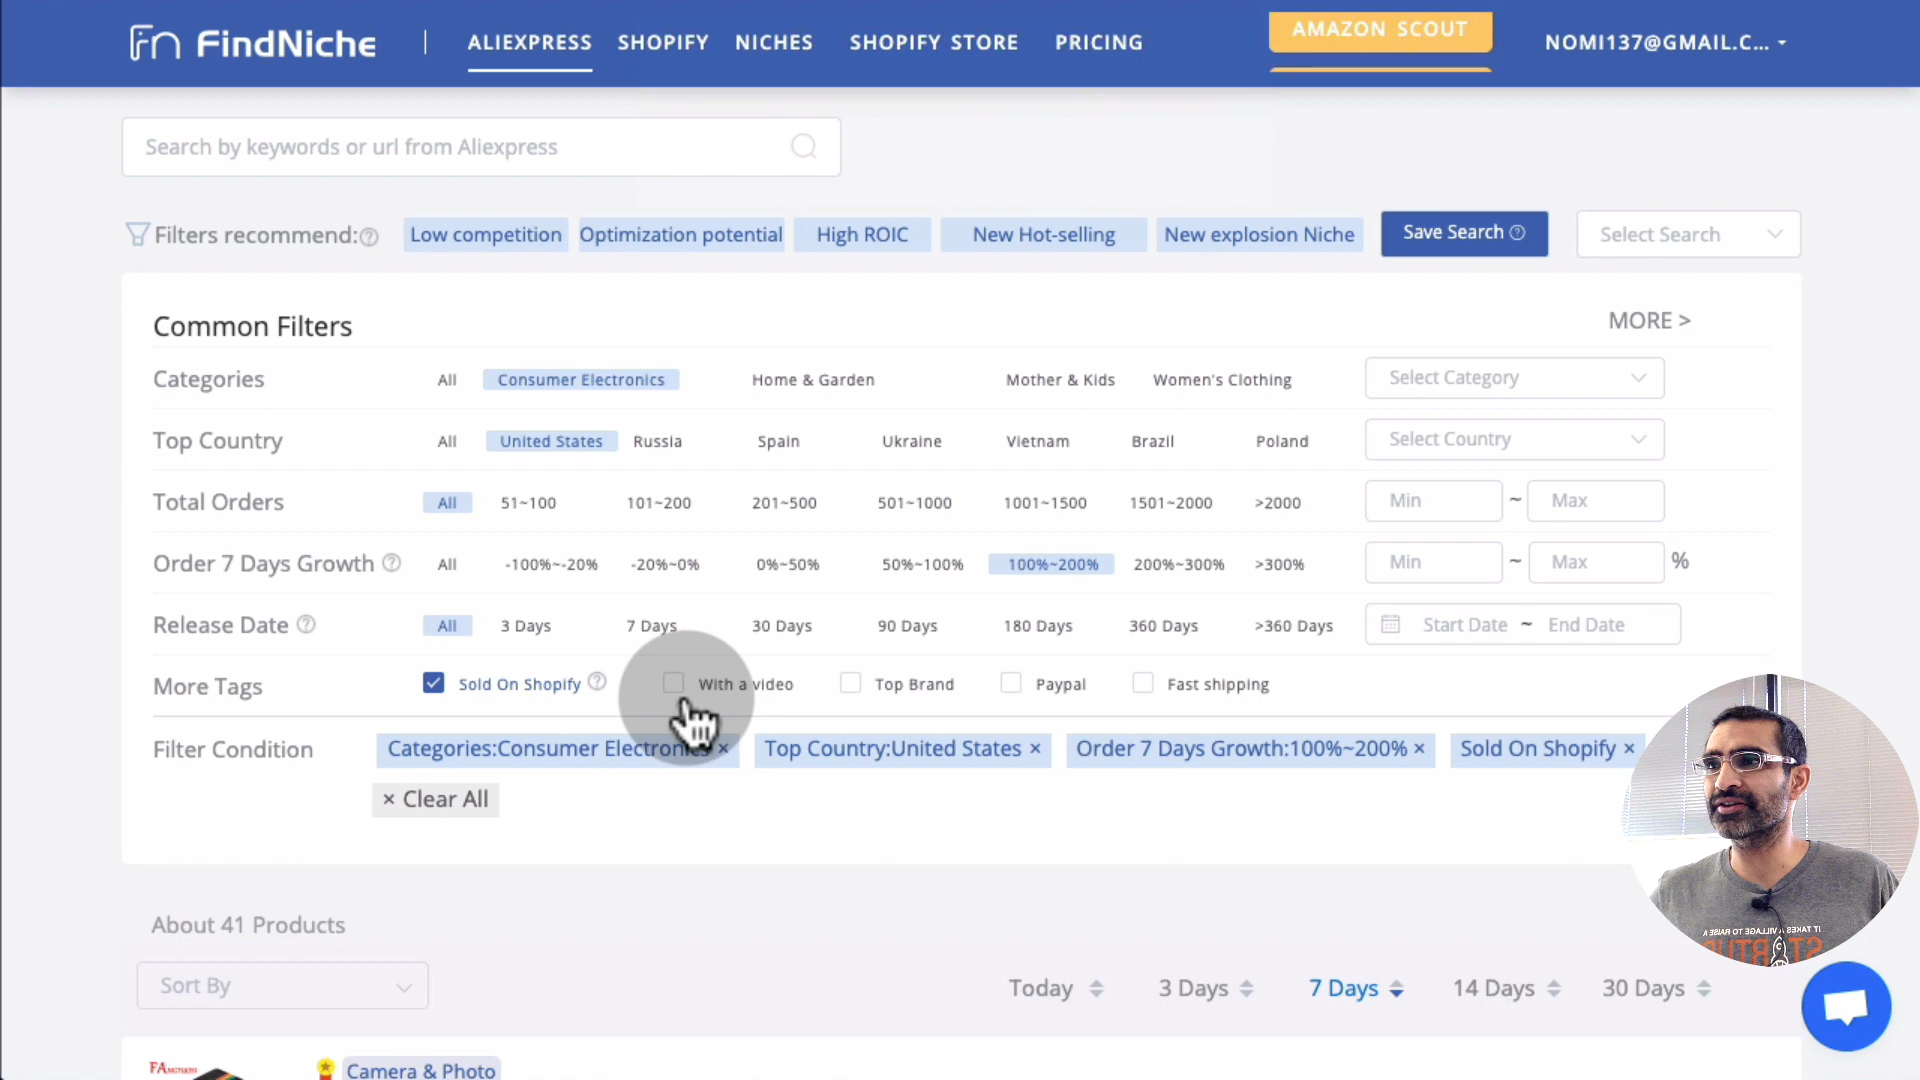 FindNiche | ALIEXPRESS SHOPIFY NICHES SHOPIFY STORE PRICING AMAZON SCOUT NOMI137@GMAIL.C...
Search by keywords or url from Aliexpress
Filters recommend: Low competition Optimization potential High ROIC New Hot-selling New explosion Niche Save Search Select Search
Common Filters MORE >
Categories All Consumer Electronics Home & Garden Mother & Kids Women's Clothing Select Category
Top Country All United States Russia Spain Ukraine Vietnam Brazil Poland Select Country
Total Orders All 51~100 101~200 201~500 501~1000 1001~1500 1501~2000 >2000 Min ~ Max
Order 7 Days Growth All -100%~-20% -20%~0% 0%~50% 50%~100% 100%~200% 200%~300% >300% Min ~ Max %
Release Date All 3 Days 7 Days 30 Days 90 Days 180 Days 360 Days >360 Days Start Date ~ End Date
More Tags Sold On Shopify With a video Top Brand Paypal Fast shipping
Filter Condition Categories:Consumer Electronics × Top Country:United States × Order 7 Days Growth:100%~200% × Sold On Shopify ×
× Clear All
About 41 Products
IT TAKES A VILLAGE TO RAISE A
STARTUP
Sort By Today 3 Days 7 Days 14 Days 30 Days
Camera & Photo